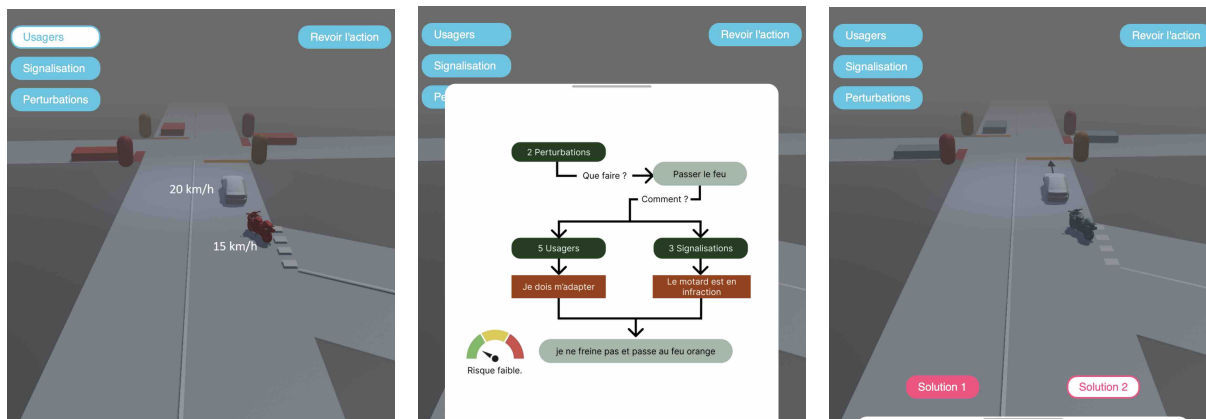 Usagers
Revoir l'action
Signalisation
Perturbations
20 km/h
15 km/h
Usagers
Revoir l'action
Signalisation
Pe
2 Perturbations
Que faire ?
Passer le feu
Comment ?
5 Usagers
3 Signalisations
Je dois m'adapter
Le motard est en
infraction
je ne freine pas et passe au feu orange
Risque faible.
Usagers
Revoir l'action
Signalisation
Perturbations
Solution 1
Solution 2